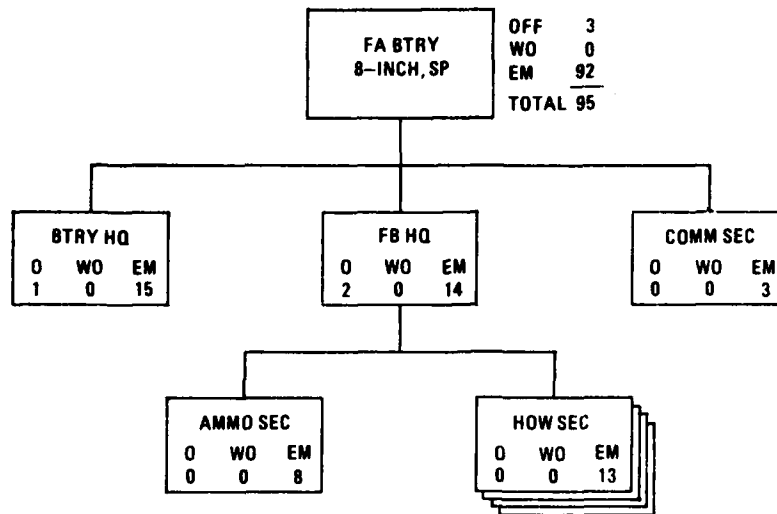 FA BTRY
8-INCH, SP
OFF 3
WO 0
EM 92
TOTAL 95
BTRY HQ
O WO EM
1 0 15
FB HQ
O WO EM
2 0 14
COMM SEC
O WO EM
0 0 3
AMMO SEC
O WO EM
0 0 8
HOW SEC
O WO EM
0 0 13